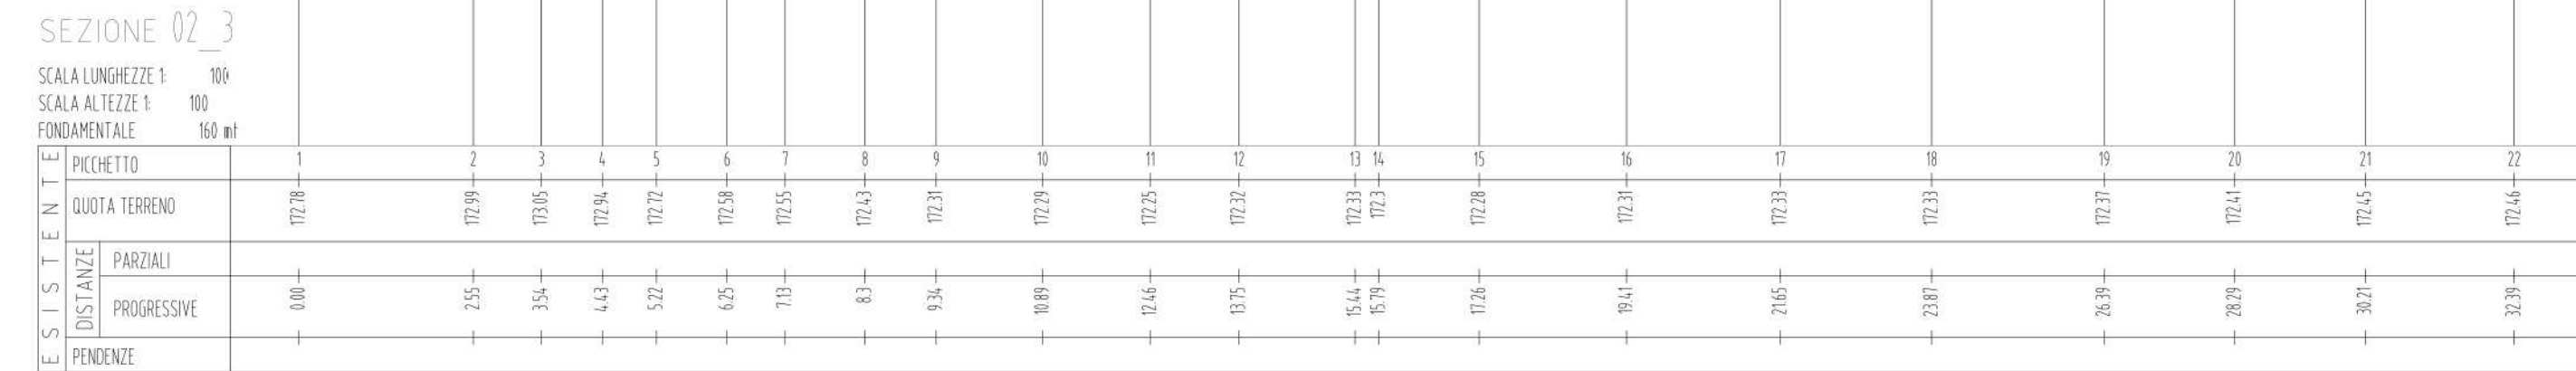 SEZIONE 02_3
SCALA LUNGHEZZE 1: 100
SCALA ALTEZZE 1: 100
FONDAMENTALE 160 mt
ESISTENTE
PICCHETTO 1 2 3 4 5 6 7 8 9 10 11 12 13 14 15 16 17 18 19 20 21 22
QUOTA TERRENO 172.78 172.99 173.05 172.94 172.72 172.58 172.55 172.43 172.31 172.29 172.25 172.32 172.33 172.3 172.28 172.31 172.33 172.33 172.37 172.41 172.45 172.46
DISTANZE
PARZIALI
PROGRESSIVE 0.00 2.55 3.54 4.43 5.22 6.25 7.13 8.3 9.34 10.89 12.46 13.75 15.44 15.79 17.26 19.41 21.65 23.87 26.39 28.29 30.21 32.39
PENDENZE